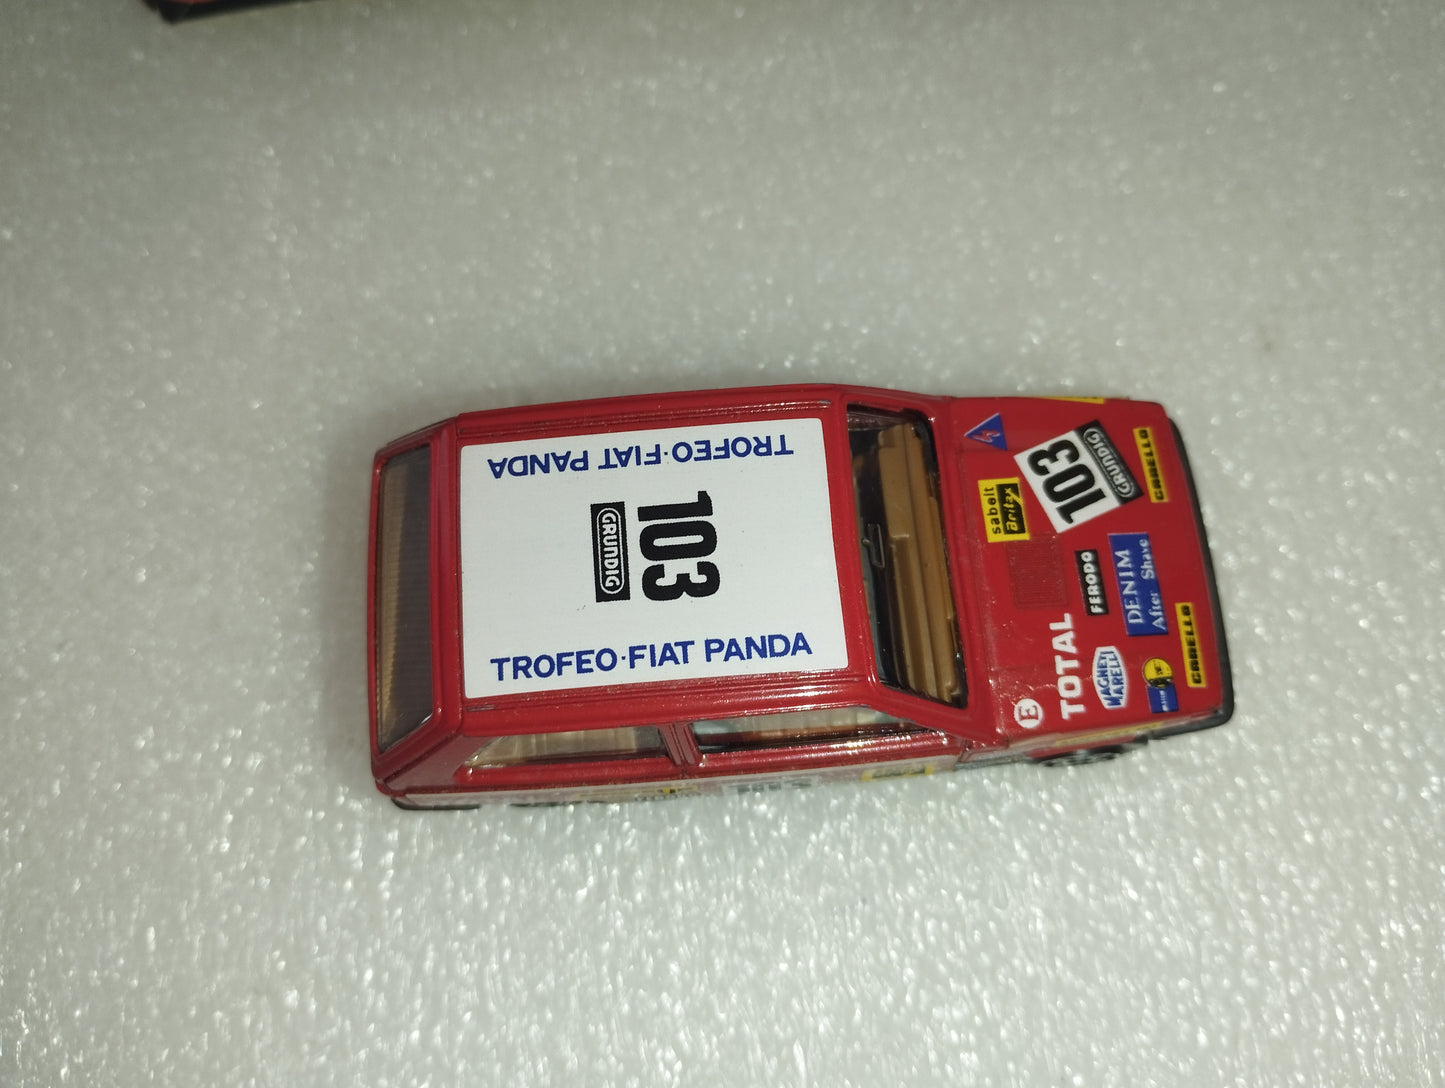 TROFEO·FIAT PANDA
103
GRUNDIG
TROFEO·FIAT PANDA
103
GRUNDIG
CARELLO
sabelt
Britax
FERODO
DENIM
After Shave
TOTAL
MAGNETI
MARELLI
CARELLO
E